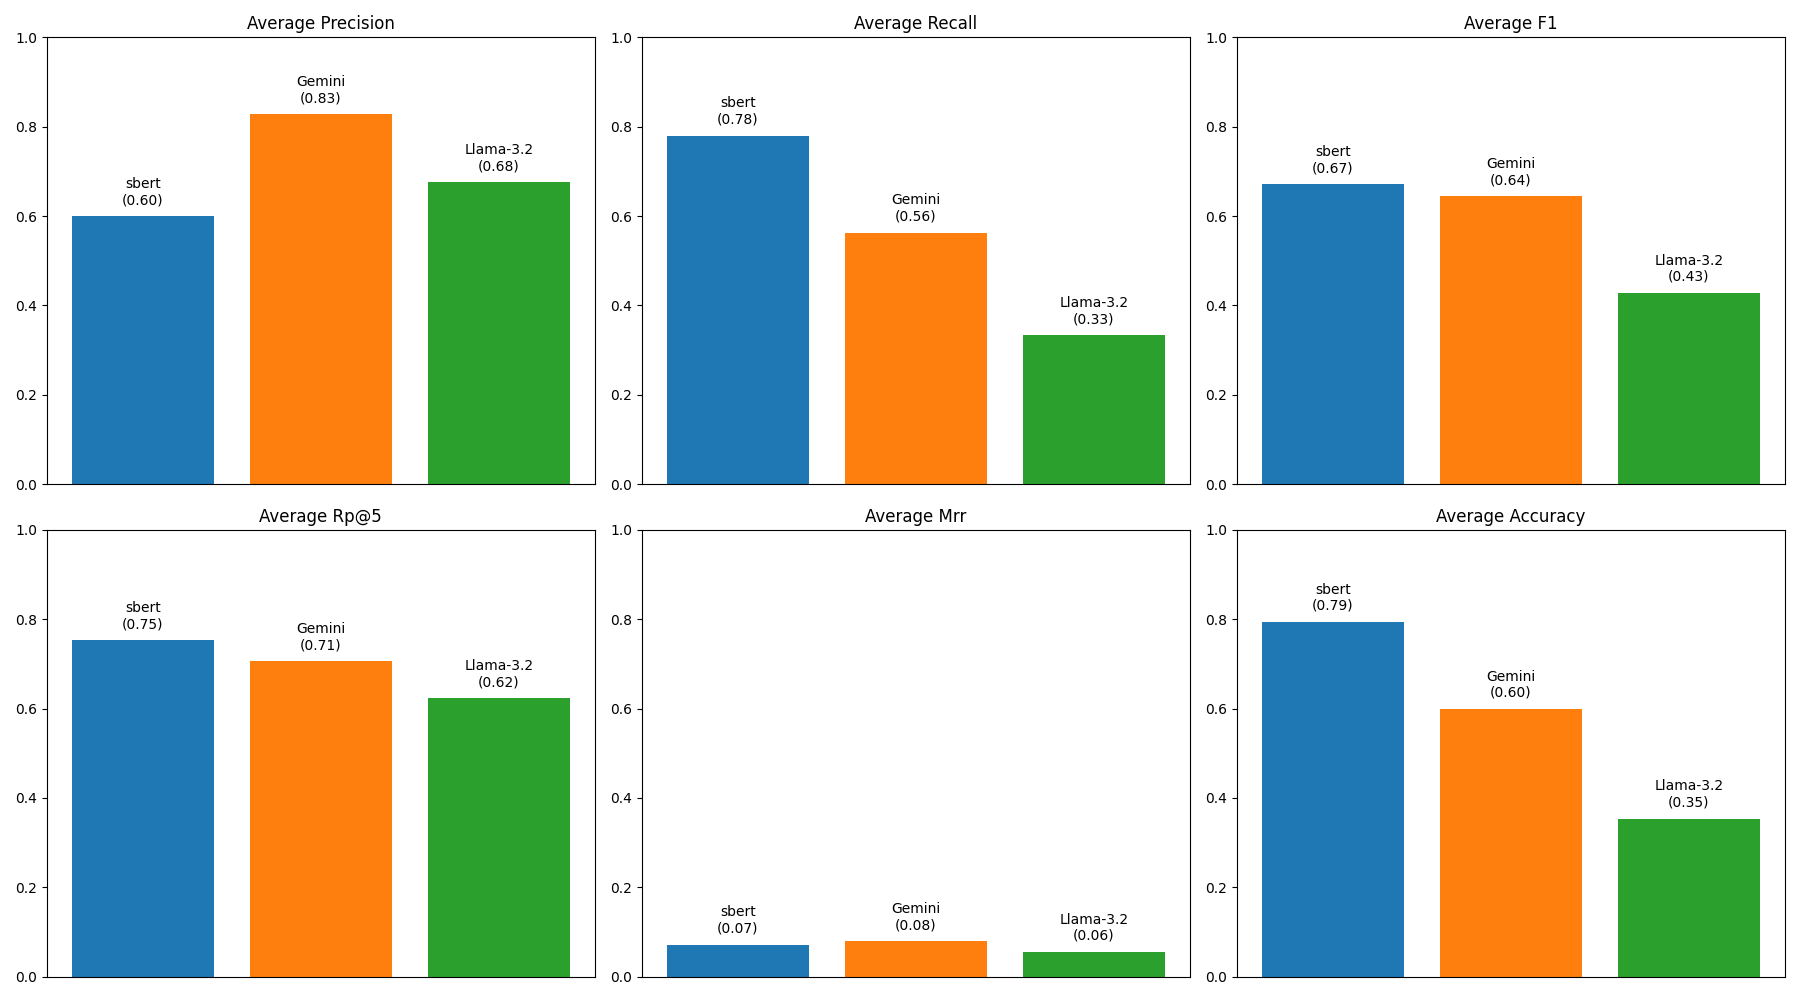 Average Precision
1.0
0.8
0.6
0.4
0.2
0.0
sbert
(0.60)
Gemini
(0.83)
Llama-3.2
(0.68)
Average Recall
1.0
0.8
0.6
0.4
0.2
0.0
sbert
(0.78)
Gemini
(0.56)
Llama-3.2
(0.33)
Average F1
1.0
0.8
0.6
0.4
0.2
0.0
sbert
(0.67)
Gemini
(0.64)
Llama-3.2
(0.43)
Average Rp@5
1.0
0.8
0.6
0.4
0.2
0.0
sbert
(0.75)
Gemini
(0.71)
Llama-3.2
(0.62)
Average Mrr
1.0
0.8
0.6
0.4
0.2
0.0
sbert
(0.07)
Gemini
(0.08)
Llama-3.2
(0.06)
Average Accuracy
1.0
0.8
0.6
0.4
0.2
0.0
sbert
(0.79)
Gemini
(0.60)
Llama-3.2
(0.35)